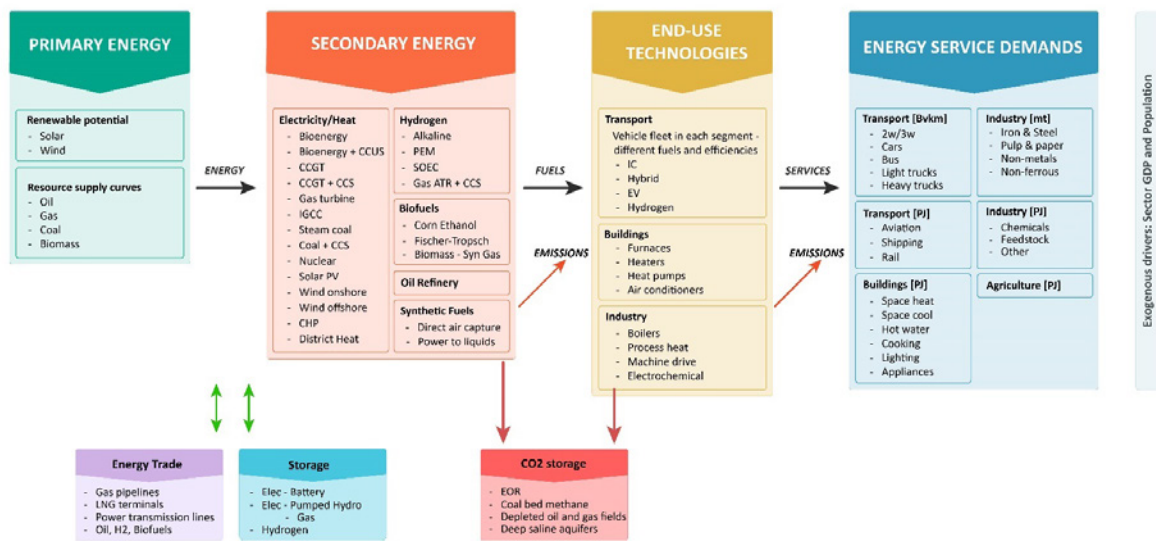 PRIMARY ENERGY
Renewable potential
- Solar
- Wind
Resource supply curves
- Oil
- Gas
- Coal
- Biomass
ENERGY
SECONDARY ENERGY
Electricity/Heat
- Bioenergy
- Bioenergy + CCUS
- CCGT
- CCGT + CCS
- Gas turbine
- IGCC
- Steam coal
- Coal + CCS
- Nuclear
- Solar PV
- Wind onshore
- Wind offshore
- CHP
- District Heat
Hydrogen
- Alkaline
- PEM
- SOEC
- Gas ATR + CCS
Biofuels
- Corn Ethanol
- Fischer-Tropsch
- Biomass - Syn Gas
Oil Refinery
Synthetic Fuels
- Direct air capture
- Power to liquids
FUELS
EMISSIONS
END-USE
TECHNOLOGIES
Transport
Vehicle fleet in each segment -
different fuels and efficiencies
- IC
- Hybrid
- EV
- Hydrogen
Buildings
- Furnaces
- Heaters
- Heat pumps
- Air conditioners
Industry
- Boilers
- Process heat
- Machine drive
- Electrochemical
SERVICES
EMISSIONS
ENERGY SERVICE DEMANDS
Transport [Bvkm]
- 2w/3w
- Cars
- Bus
- Light trucks
- Heavy trucks
Industry [mt]
- Iron & Steel
- Pulp & paper
- Non-metals
- Non-ferrous
Transport [PJ]
- Aviation
- Shipping
- Rail
Industry [PJ]
- Chemicals
- Feedstock
- Other
Buildings [PJ]
- Space heat
- Space cool
- Hot water
- Cooking
- Lighting
- Appliances
Agriculture [PJ]
Exogenous drivers: Sector GDP and Population
Energy Trade
- Gas pipelines
- LNG terminals
- Power transmission lines
- Oil, H2, Biofuels
Storage
- Elec - Battery
- Elec - Pumped Hydro
- Gas
- Hydrogen
CO2 storage
- EOR
- Coal bed methane
- Depleted oil and gas fields
- Deep saline aquifers